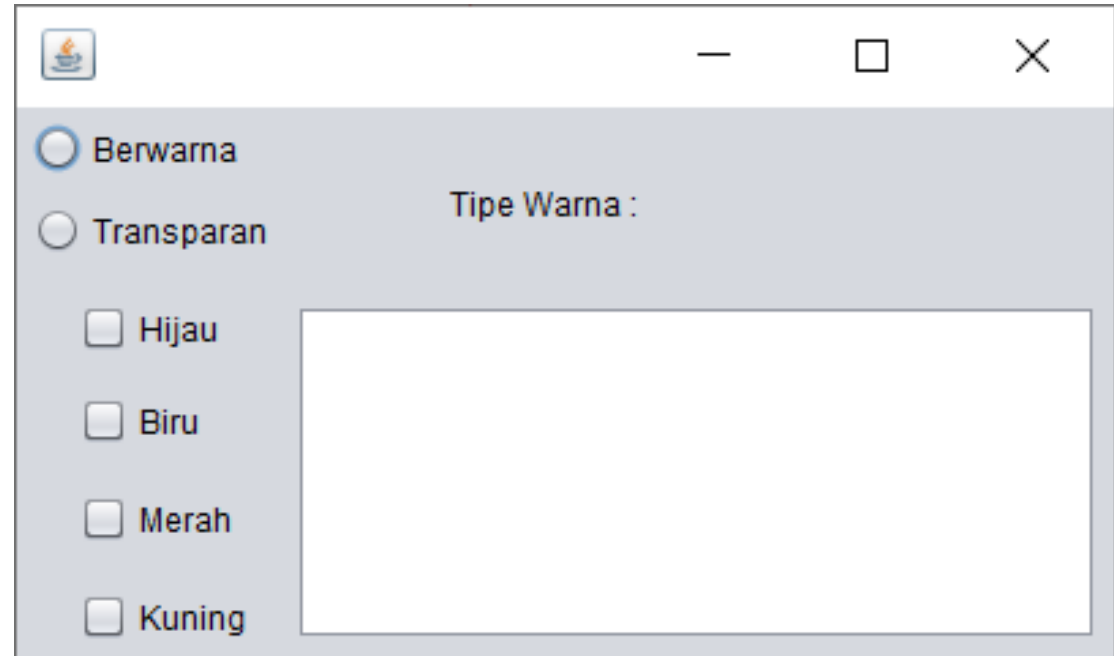 Berwarna
Tipe Warna :
Transparan
Hijau
Biru
Merah
Kuning